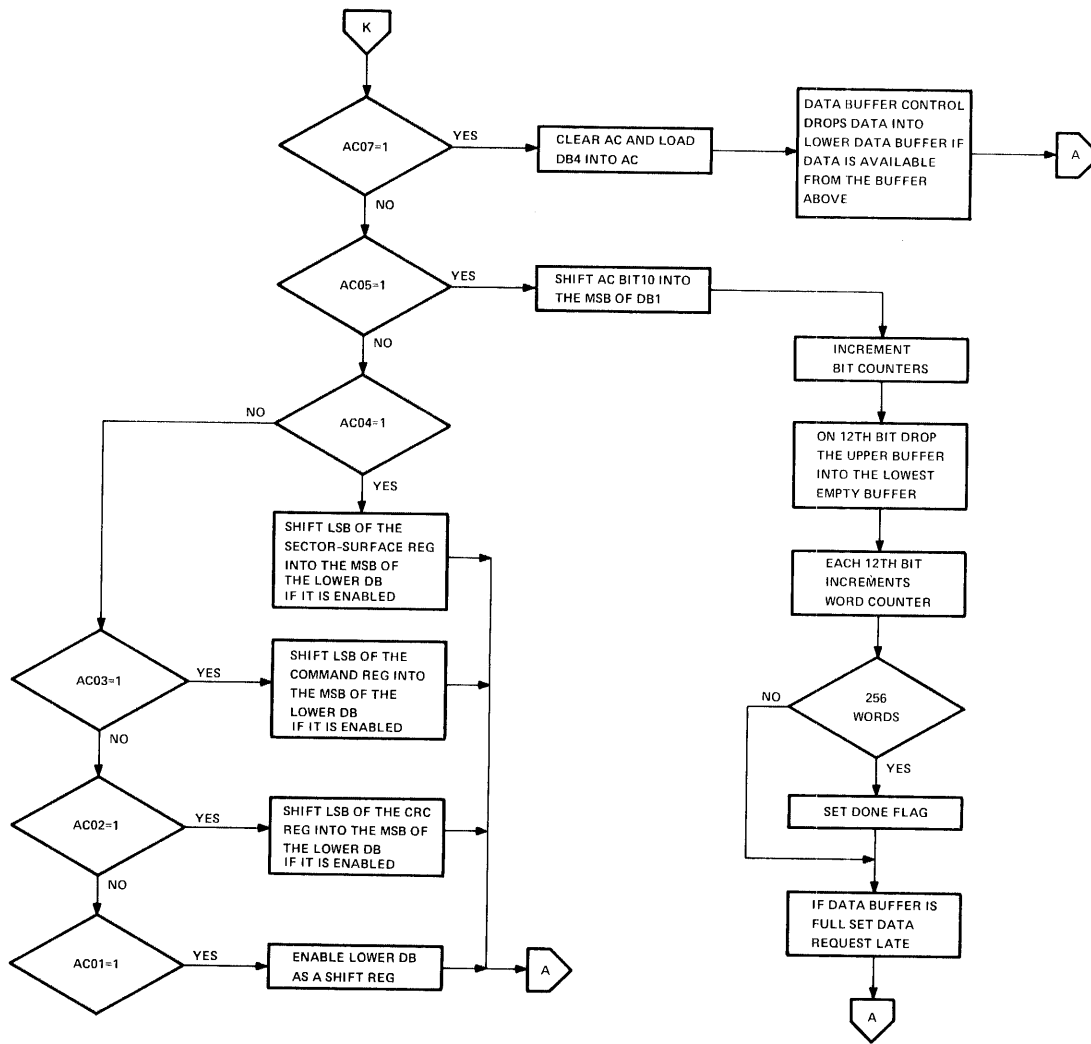 K
AC07=1
YES
CLEAR AC AND LOAD
DB4 INTO AC
DATA BUFFER CONTROL
DROPS DATA INTO
LOWER DATA BUFFER IF
DATA IS AVAILABLE
FROM THE BUFFER
ABOVE
A
NO
AC05=1
YES
SHIFT AC BIT10 INTO
THE MSB OF DB1
NO
INCREMENT
BIT COUNTERS
AC04=1
NO
YES
ON 12TH BIT DROP
THE UPPER BUFFER
INTO THE LOWEST
EMPTY BUFFER
SHIFT LSB OF THE
SECTOR-SURFACE REG
INTO THE MSB OF
THE LOWER DB
IF IT IS ENABLED
EACH 12TH BIT
INCREMENTS
WORD COUNTER
AC03=1
YES
SHIFT LSB OF THE
COMMAND REG INTO
THE MSB OF THE
LOWER DB
IF IT IS ENABLED
NO
256
WORDS
NO
YES
AC02=1
YES
SHIFT LSB OF THE CRC
REG INTO THE MSB OF
THE LOWER DB
IF IT IS ENABLED
SET DONE FLAG
NO
IF DATA BUFFER IS
FULL SET DATA
REQUEST LATE
AC01=1
YES
ENABLE LOWER DB
AS A SHIFT REG
A
A